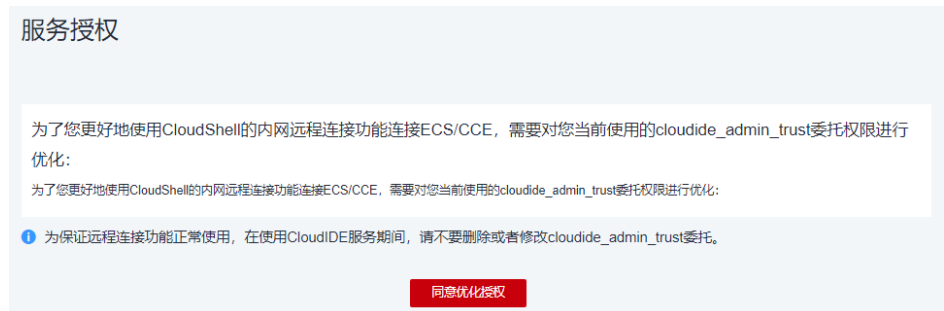 服务授权
为了您更好地使用CloudShell的内网远程连接功能连接ECS/CCE，需要对您当前使用的cloudide_admin_trust委托权限进行
优化：
为了您更好地使用CloudShell的内网远程连接功能连接ECS/CCE，需要对您当前使用的cloudide_admin_trust委托权限进行优化：
为保证远程连接功能正常使用，在使用CloudIDE服务期间，请不要删除或者修改cloudide_admin_trust委托。
同意优化授权